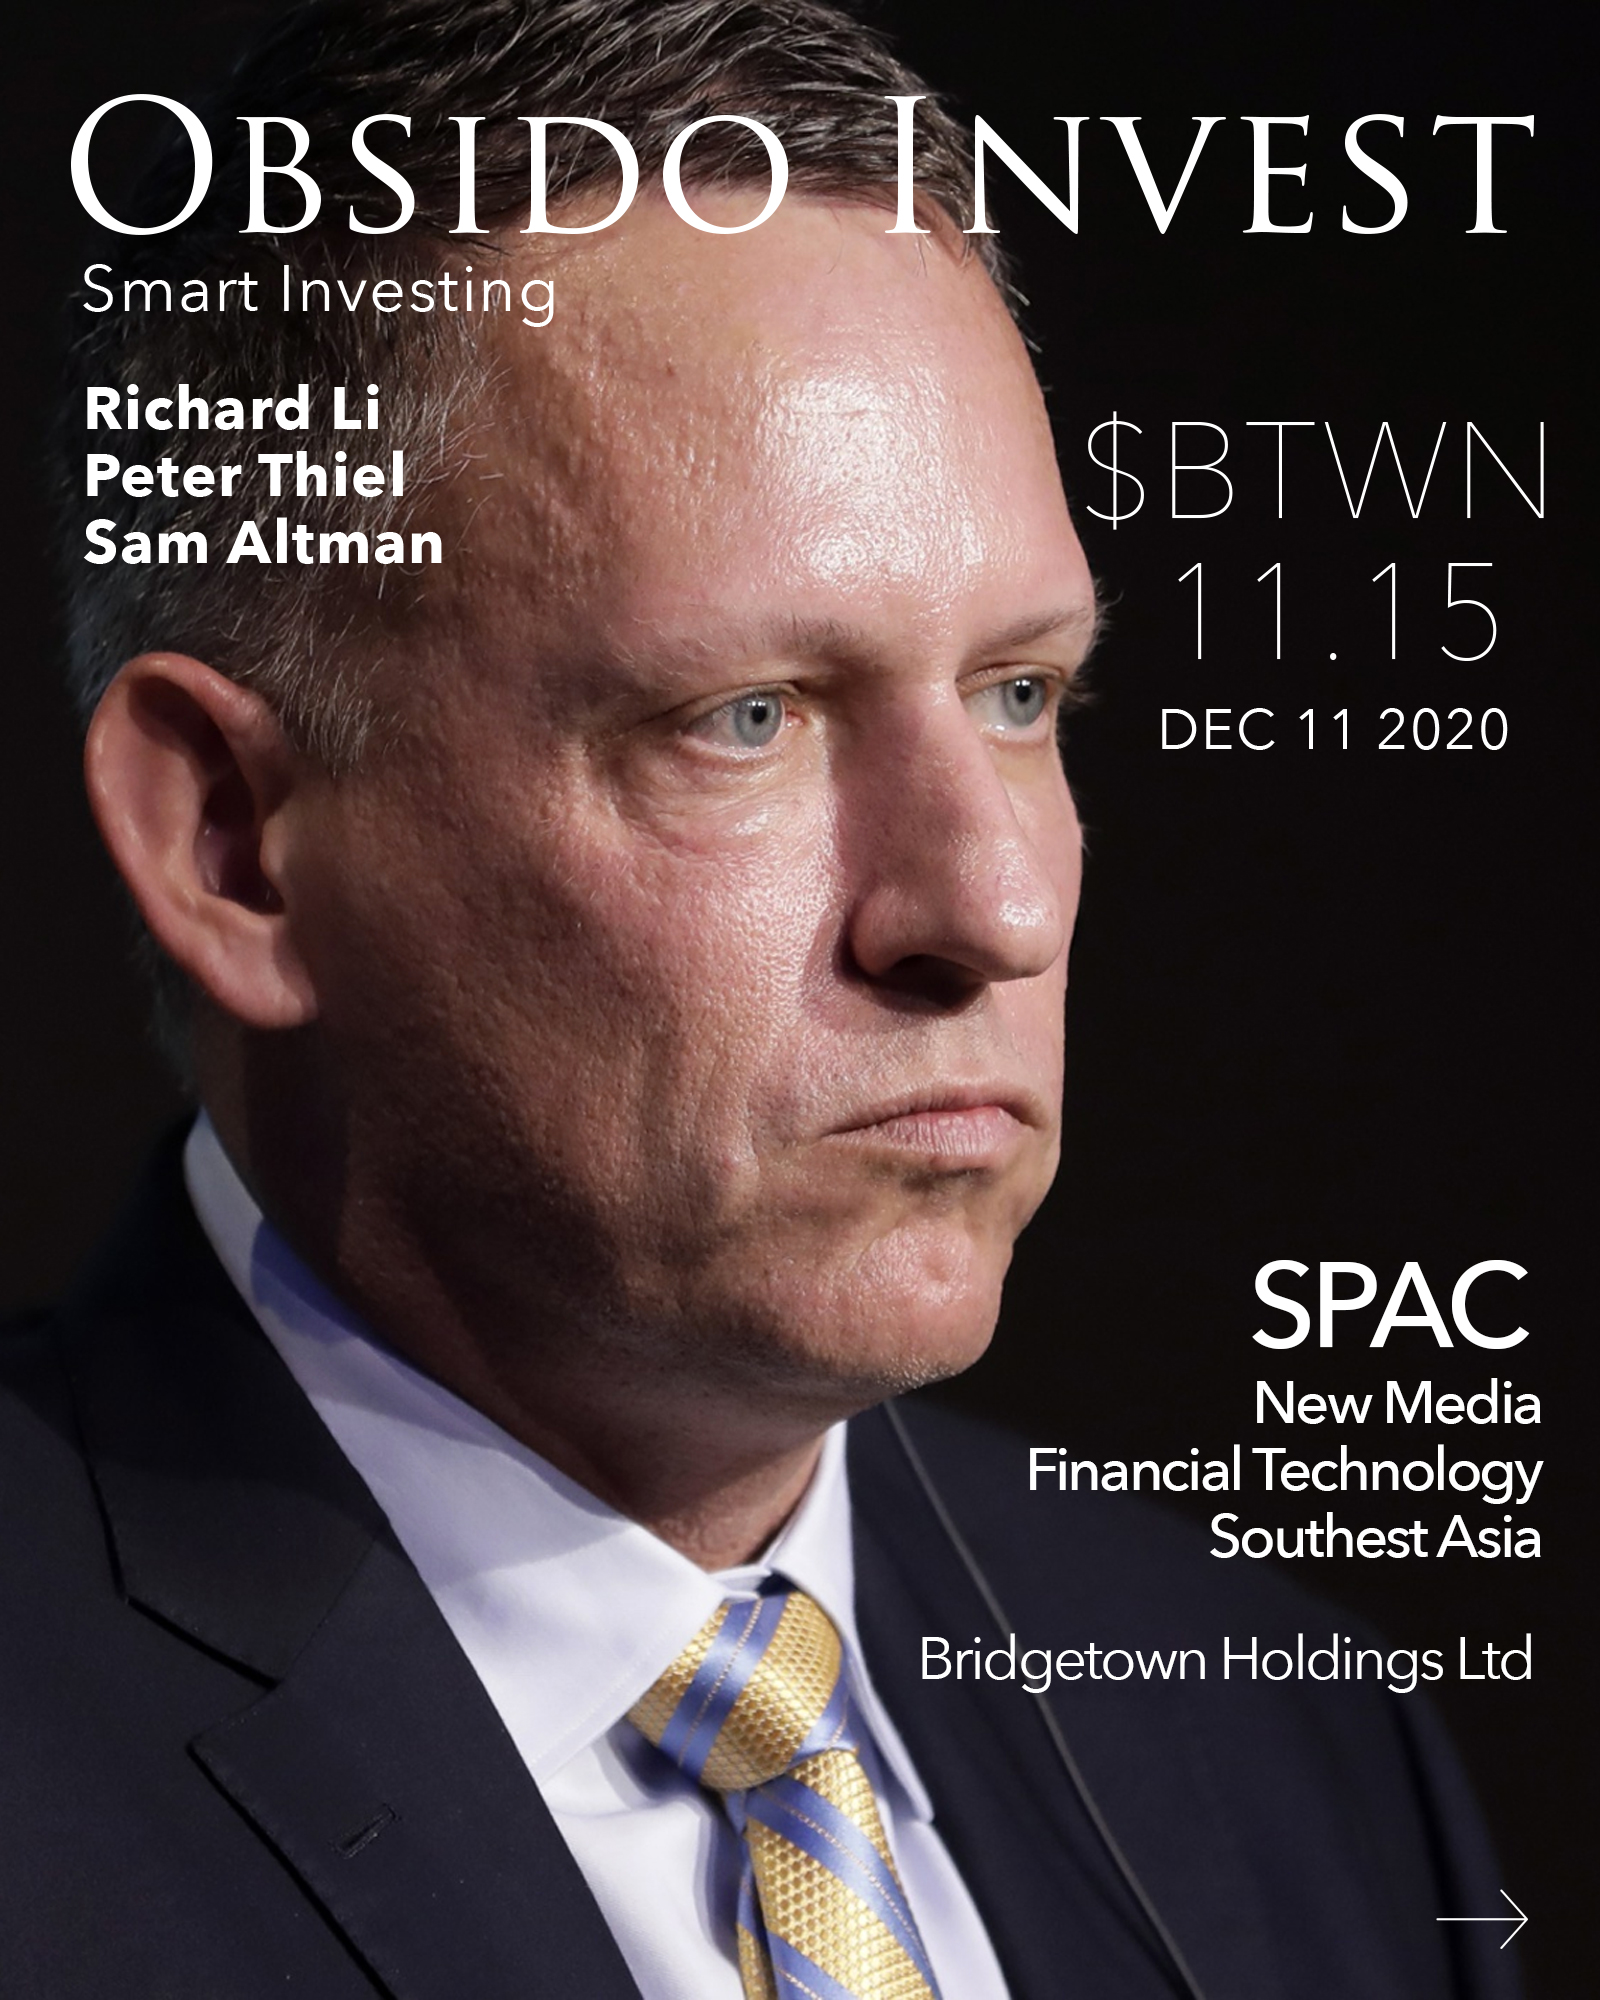 OBSIDO INVEST
Smart Investing
Richard Li
Peter Thiel
Sam Altman
$BTWN
11.15
DEC 11 2020
SPAC
New Media
Financial Technology
Southest Asia
Bridgetown Holdings Ltd